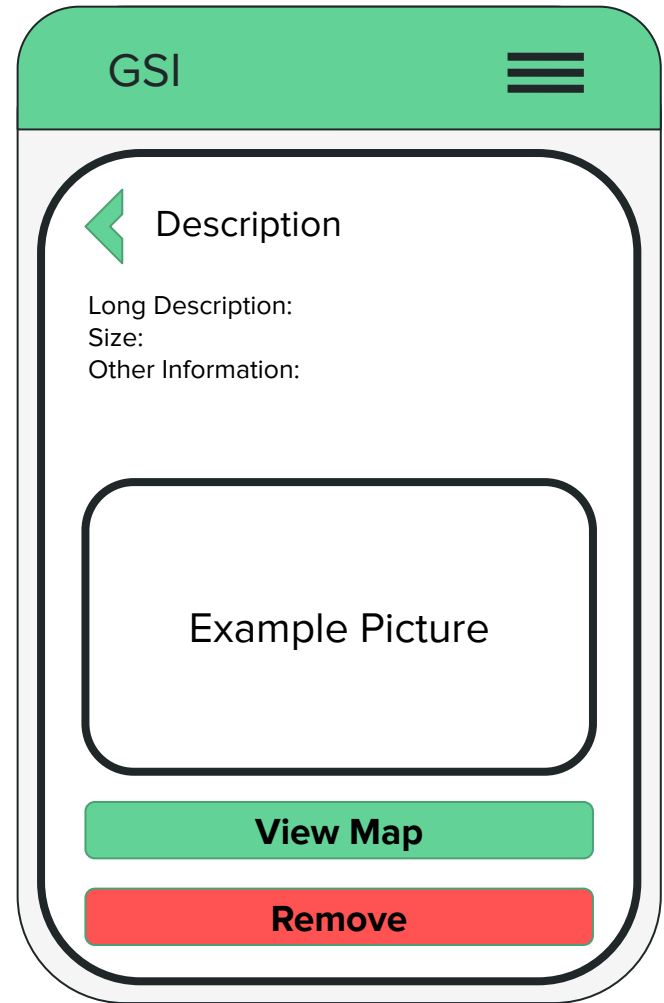 GSI
Description
Long Description:
Size:
Other Information:
Example Picture
View Map
Remove